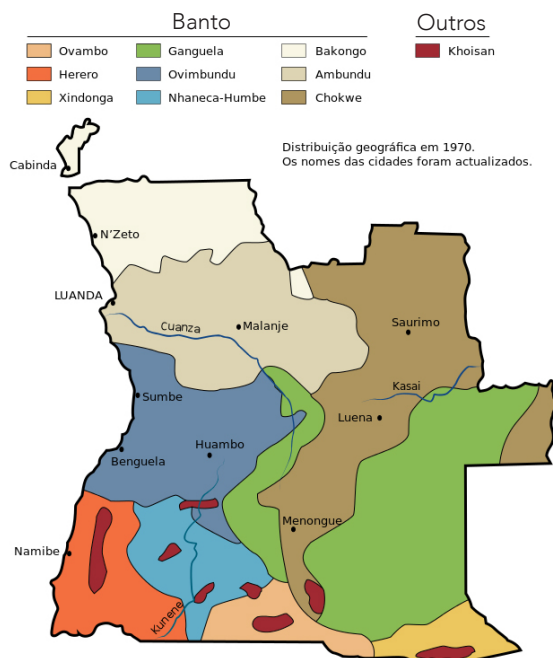 Banto
Outros
Ovambo
Ganguela
Bakongo
Khoisan
Herero
Ovimbundu
Ambundu
Xindonga
Nhaneca-Humbe
Chokwe
Distribuição geográfica em 1970.
Os nomes das cidades foram actualizados.
Cabinda
N'Zeto
LUANDA
Cuanza
Malanje
Saurimo
Kasai
Sumbe
Luena
Huambo
Benguela
Menongue
Namibe
Kunene